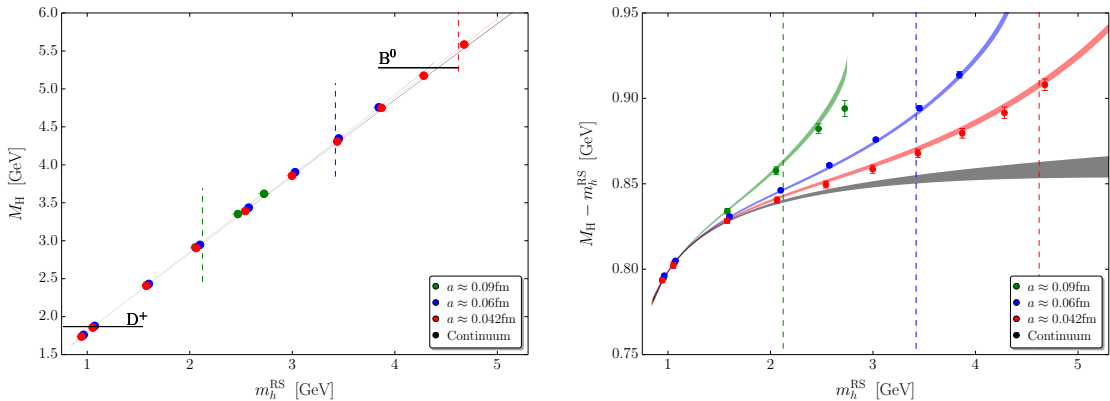 6.0
5.5
5.0
4.5
4.0
3.5
3.0
2.5
2.0
1.5
M_H [GeV]
B⁰
D⁺
a ≈ 0.09fm
a ≈ 0.06fm
a ≈ 0.042fm
Continuum
1 2 3 4 5
m_h^RS [GeV]
0.95
0.90
0.85
0.80
0.75
M_H − m_h^RS [GeV]
a ≈ 0.09fm
a ≈ 0.06fm
a ≈ 0.042fm
Continuum
1 2 3 4 5
m_h^RS [GeV]